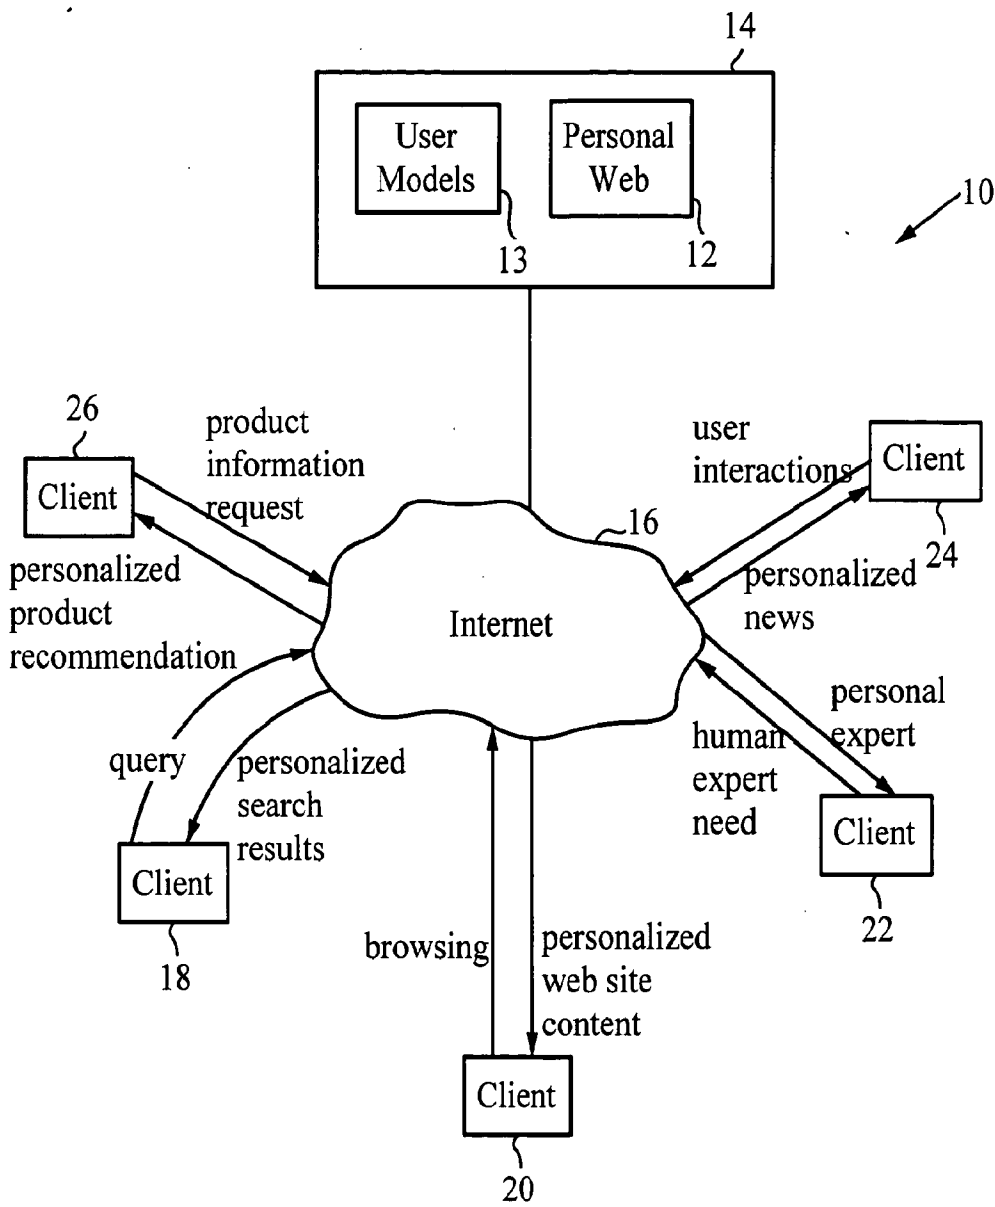 14
User
Models
Personal
Web
13
12
10
26
Client
product
information
request
user
interactions
Client
24
16
personalized
product
recommendation
Internet
personalized
news
query
personalized
search
results
human
expert
need
personal
expert
Client
18
Client
22
browsing
personalized
web site
content
Client
20